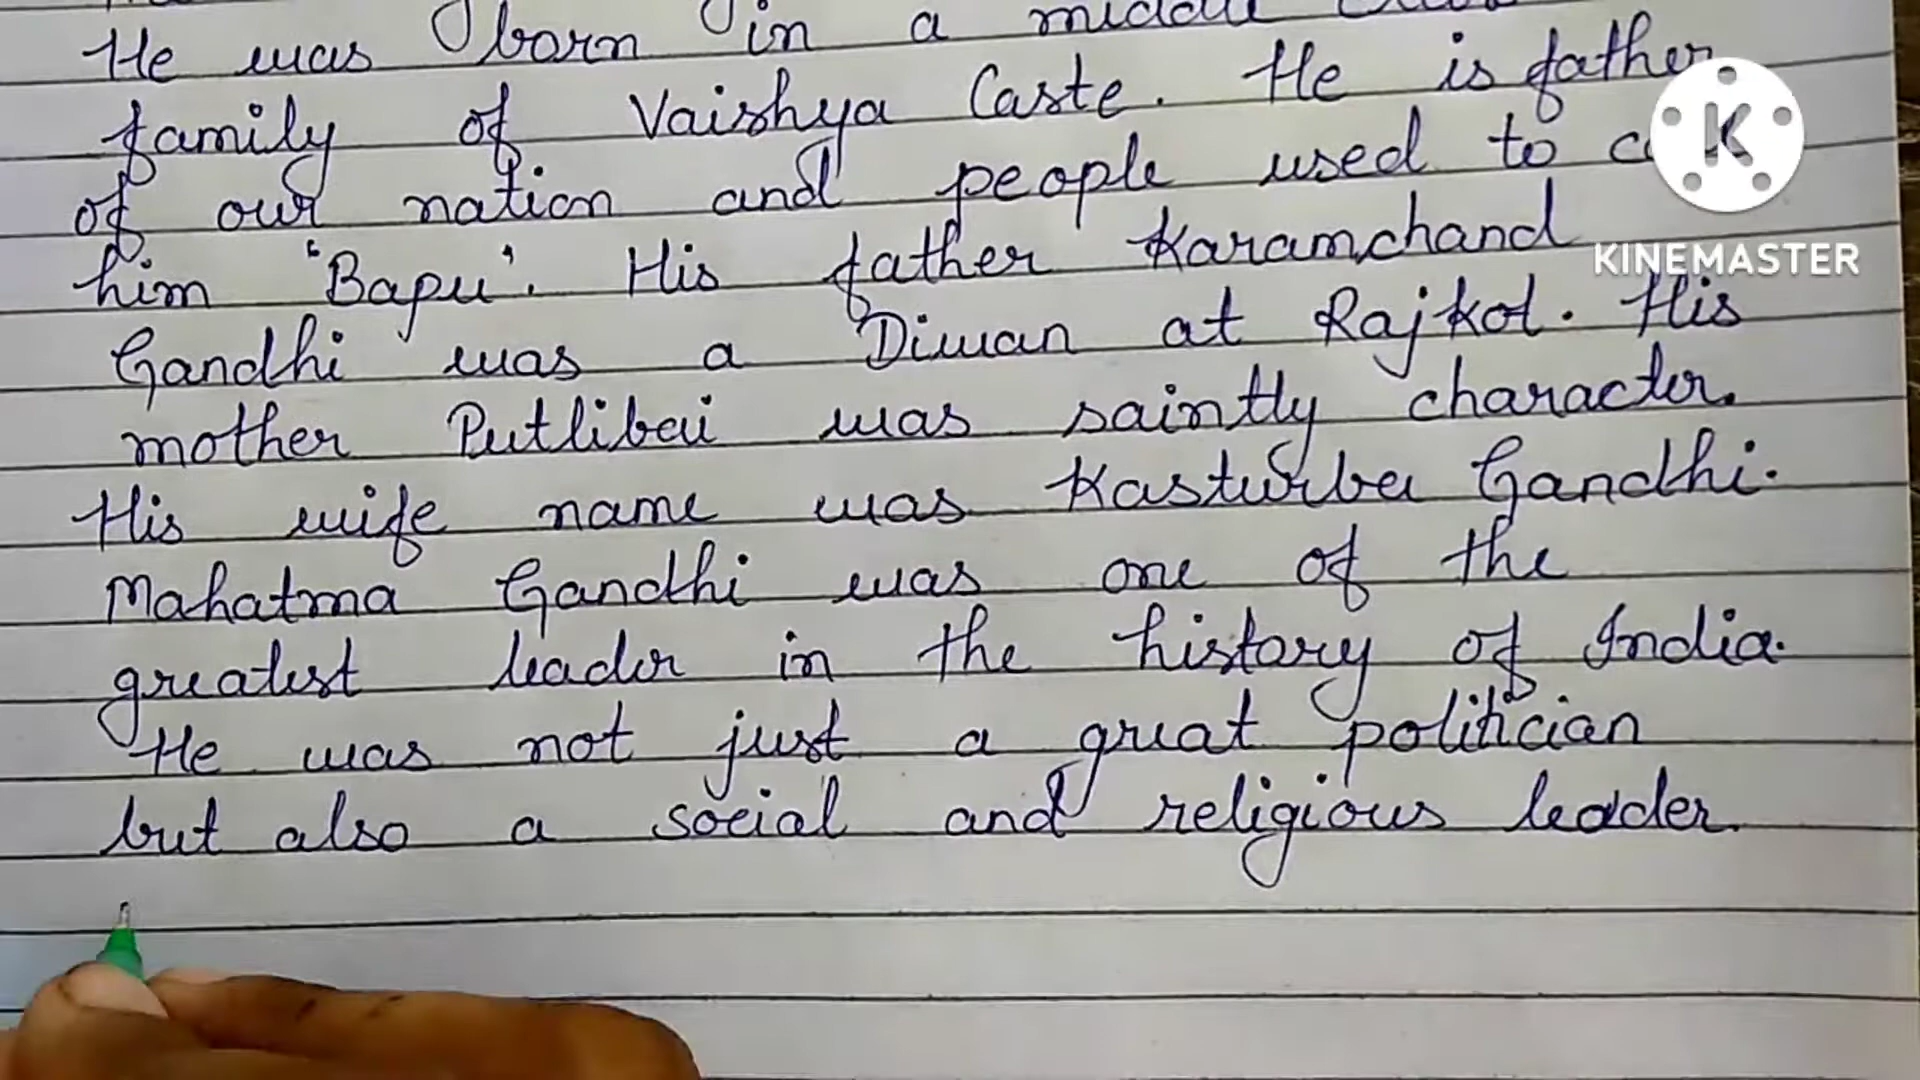 He was born in a middle
family of Vaishya Caste. He is father
of our nation and people used to
him 'Bapu'. His father Karamchand
KINEMASTER
Gandhi was a Diwan at Rajkot. His
mother Putlibai was saintly character.
His wife name was Kasturba Gandhi.
Mahatma Gandhi was one of the
greatest leader in the history of India.
He was not just a great politician
but also a social and religious leader.